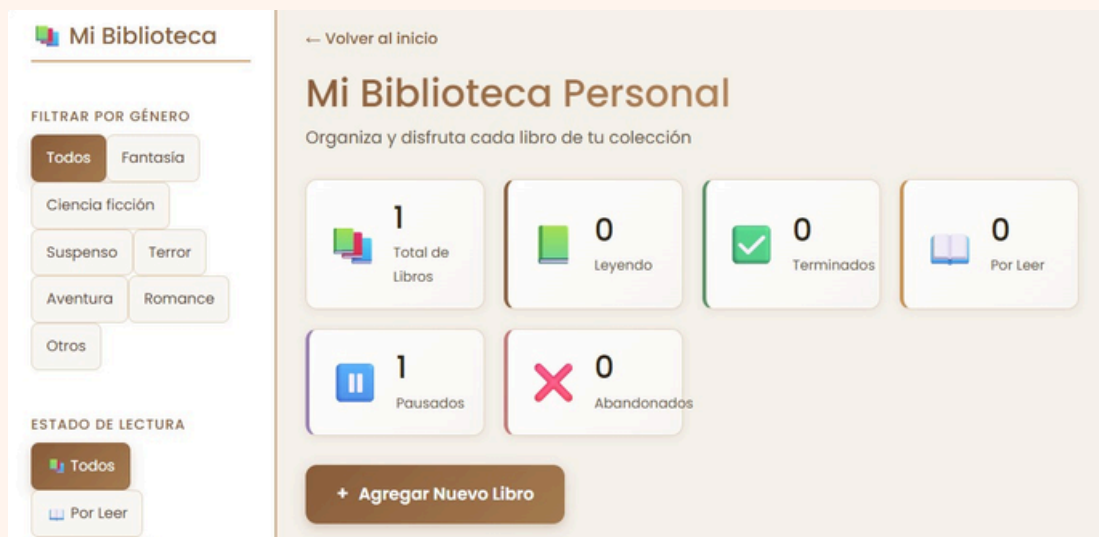 Mi Biblioteca
FILTRAR POR GÉNERO
Todos
Fantasía
Ciencia ficción
Suspenso
Terror
Aventura
Romance
Otros
ESTADO DE LECTURA
Todos
Por Leer
← Volver al inicio
Mi Biblioteca Personal
Organiza y disfruta cada libro de tu colección
1
Total de
Libros
0
Leyendo
0
Terminados
0
Por Leer
1
Pausados
0
Abandonados
+ Agregar Nuevo Libro